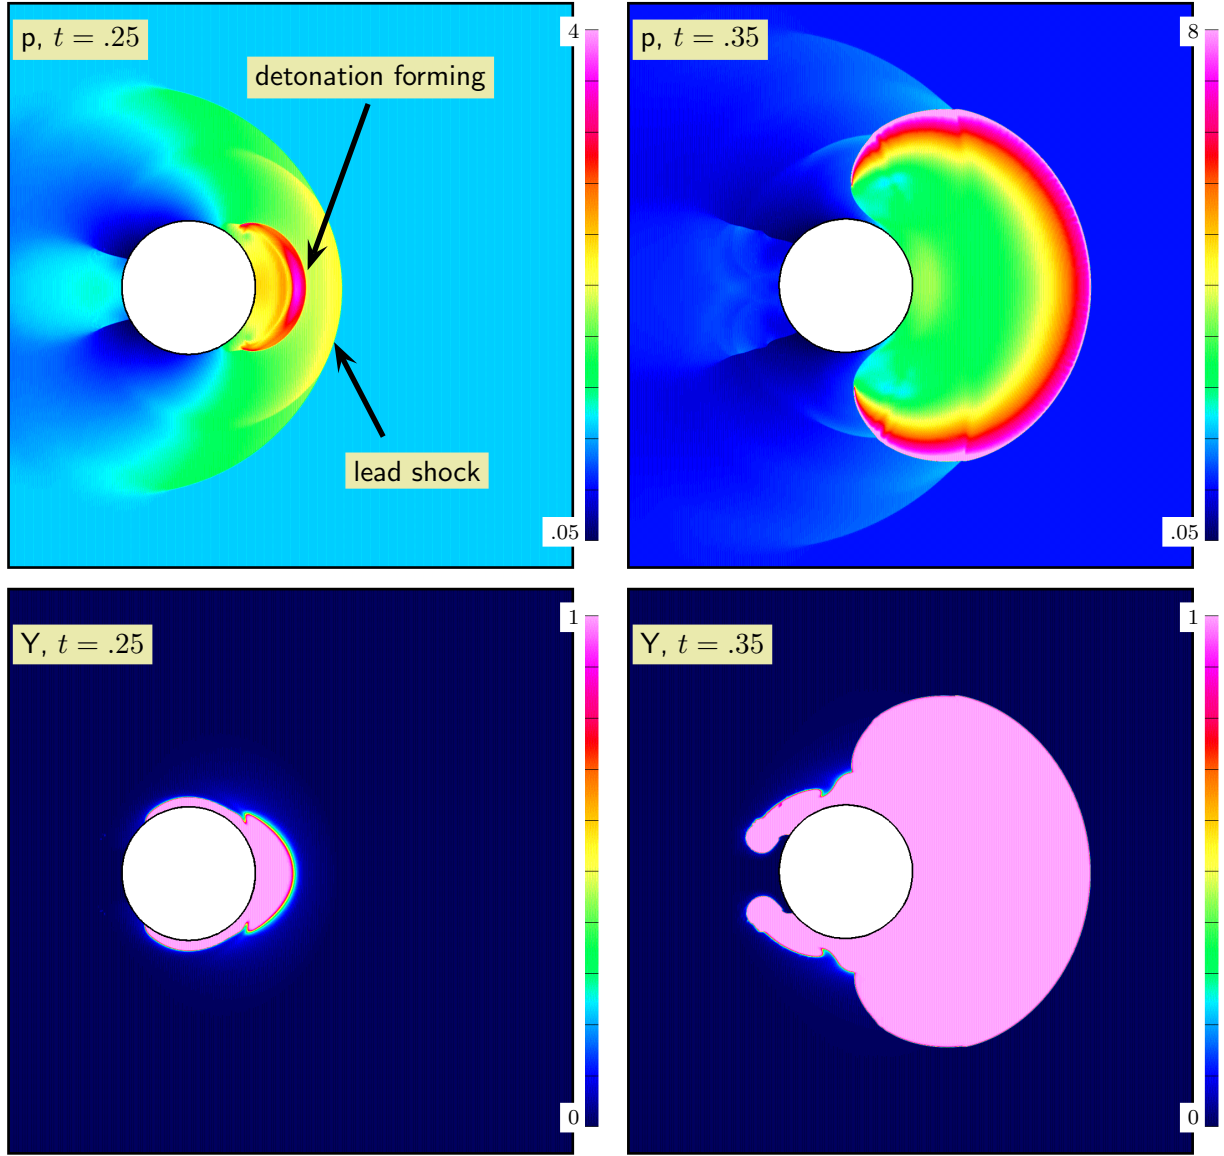 p, t = .25
4
detonation forming
lead shock
.05
p, t = .35
8
.05
Y, t = .25
1
0
Y, t = .35
1
0